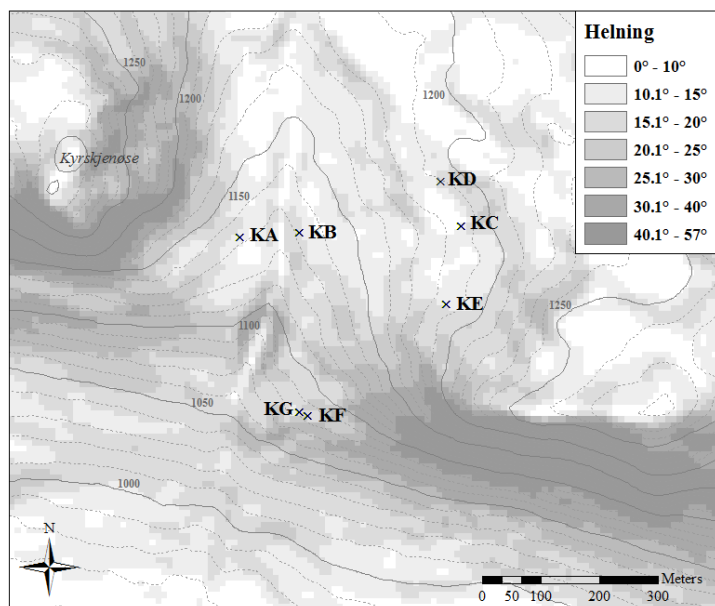 Helning
0° - 10°
10.1° - 15°
15.1° - 20°
20.1° - 25°
25.1° - 30°
30.1° - 40°
40.1° - 57°
1250
1200
1200
Kyrskjenøse
KD
1150
KA
KB
KC
KE
1250
1100
1050
KG
KF
1000
N
Meters
0 50 100 200 300